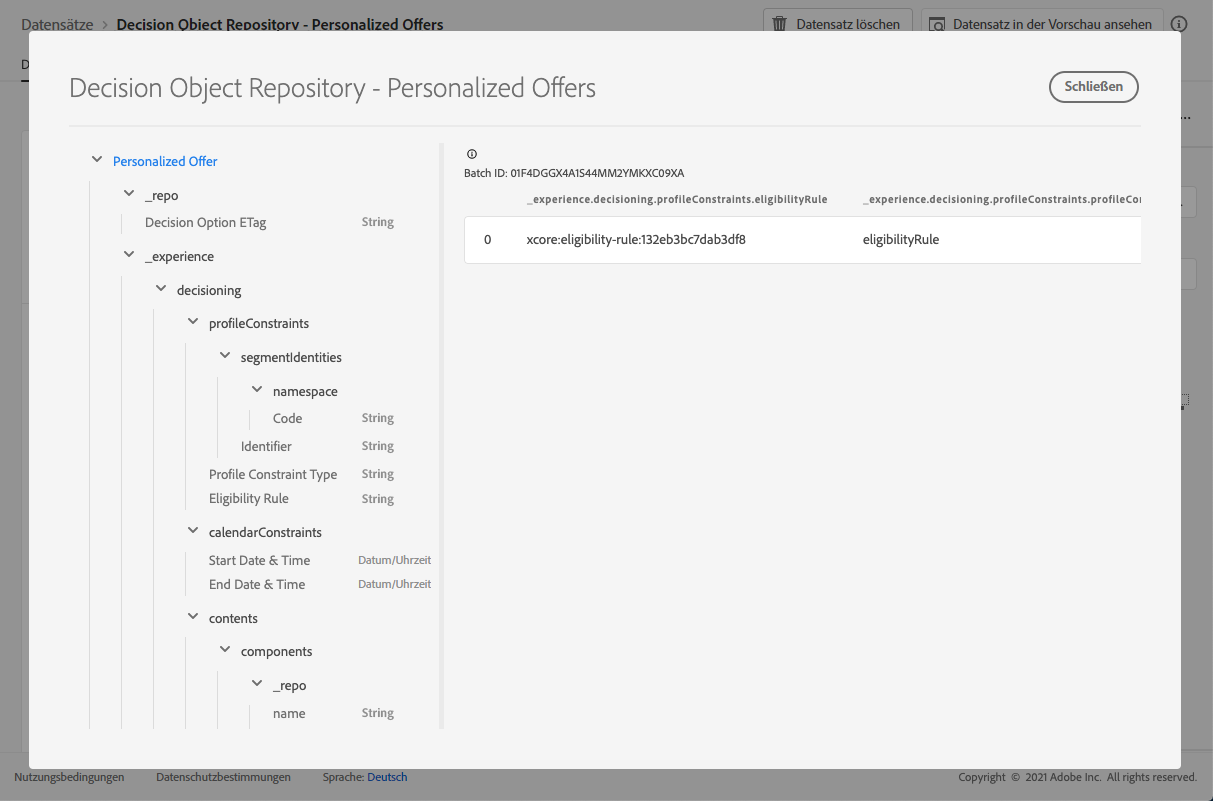 Datensätze > Decision Object Repository - Personalized Offers
Datensatz löschen
Datensatz in der Vorschau ansehen
D
Decision Object Repository - Personalized Offers
Schließen
Personalized Offer
_repo
Decision Option ETag String
_experience
decisioning
profileConstraints
segmentIdentities
namespace
Code String
Identifier String
Profile Constraint Type String
Eligibility Rule String
calendarConstraints
Start Date & Time Datum/Uhrzeit
End Date & Time Datum/Uhrzeit
contents
components
_repo
name String
Batch ID: 01F4DGGX4A1S44MM2YMKXC09XA
_experience.decisioning.profileConstraints.eligibilityRule _experience.decisioning.profileConstraints.profileCo
0 xcore:eligibility-rule:132eb3bc7dab3df8 eligibilityRule
Nutzungsbedingungen Datenschutzbestimmungen Sprache: Deutsch Copyright © 2021 Adobe Inc. All rights reserved.